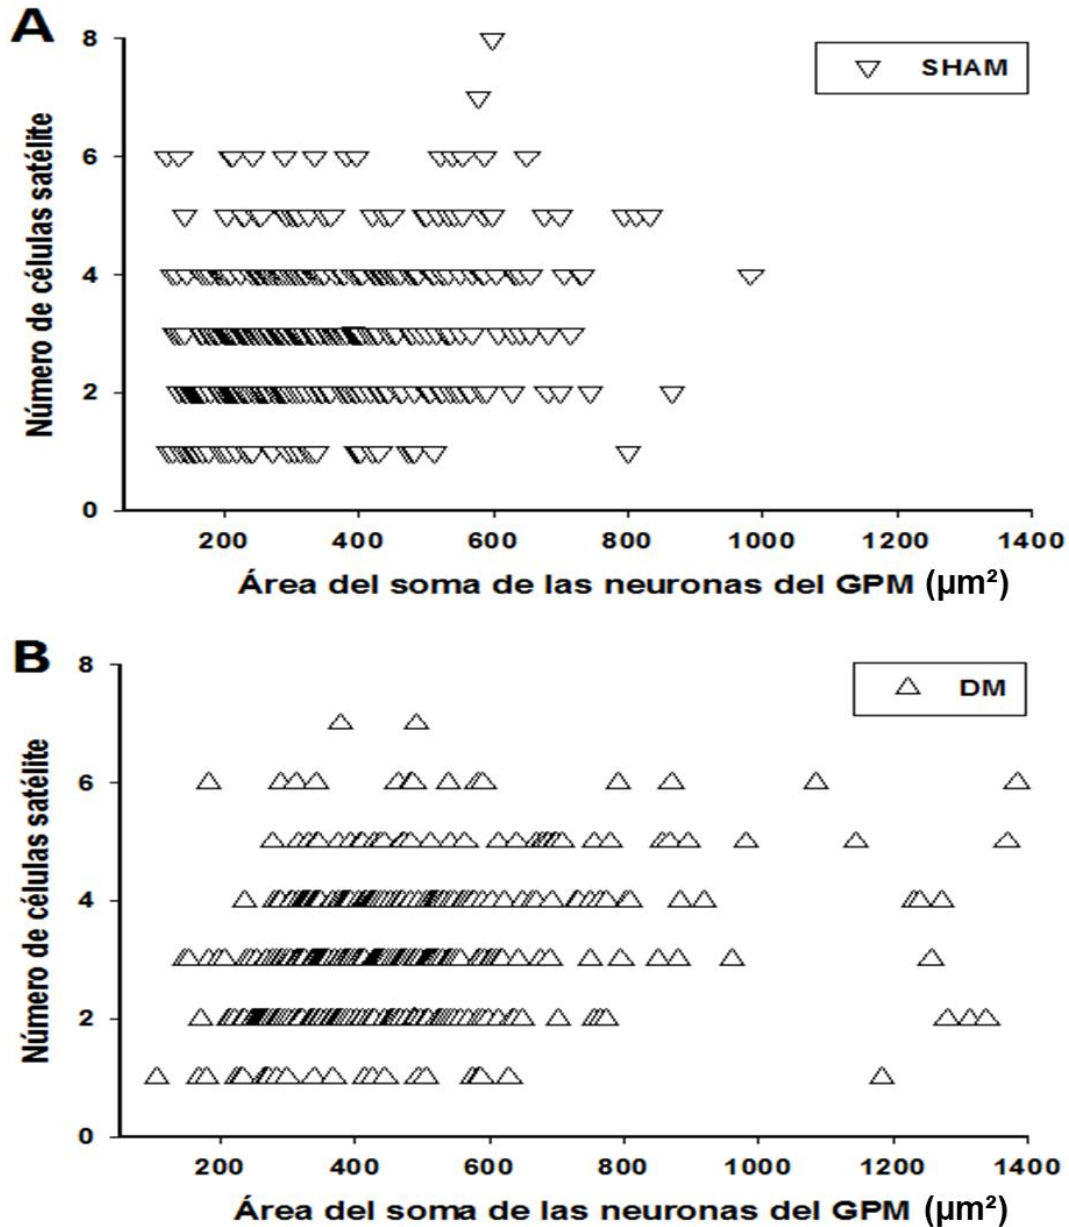 A
8
SHAM
6
4
2
0
Número de células satélite
200 400 600 800 1000 1200 1400
Área del soma de las neuronas del GPM (µm²)
B
8
DM
6
4
2
0
Número de células satélite
200 400 600 800 1000 1200 1400
Área del soma de las neuronas del GPM (µm²)